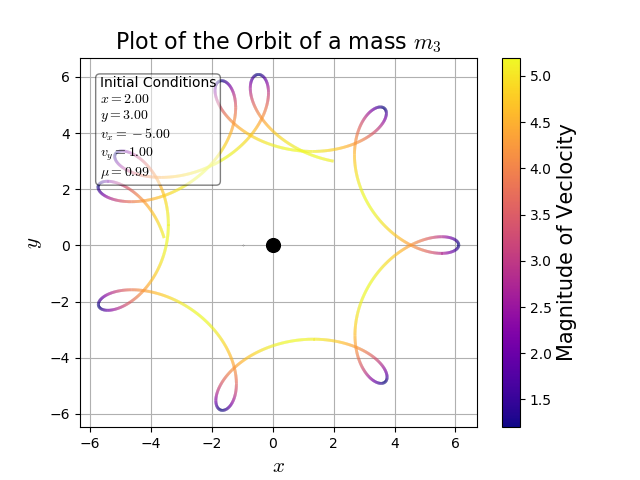 Plot of the Orbit of a mass m₃
Initial Conditions
x = 2.00
y = 3.00
vₓ = −5.00
v_y = 1.00
μ = 0.99
6
4
2
0
−2
−4
−6
y
−6 −4 −2 0 2 4 6
x
5.0
4.5
4.0
3.5
3.0
2.5
2.0
1.5
Magnitude of Veclocity